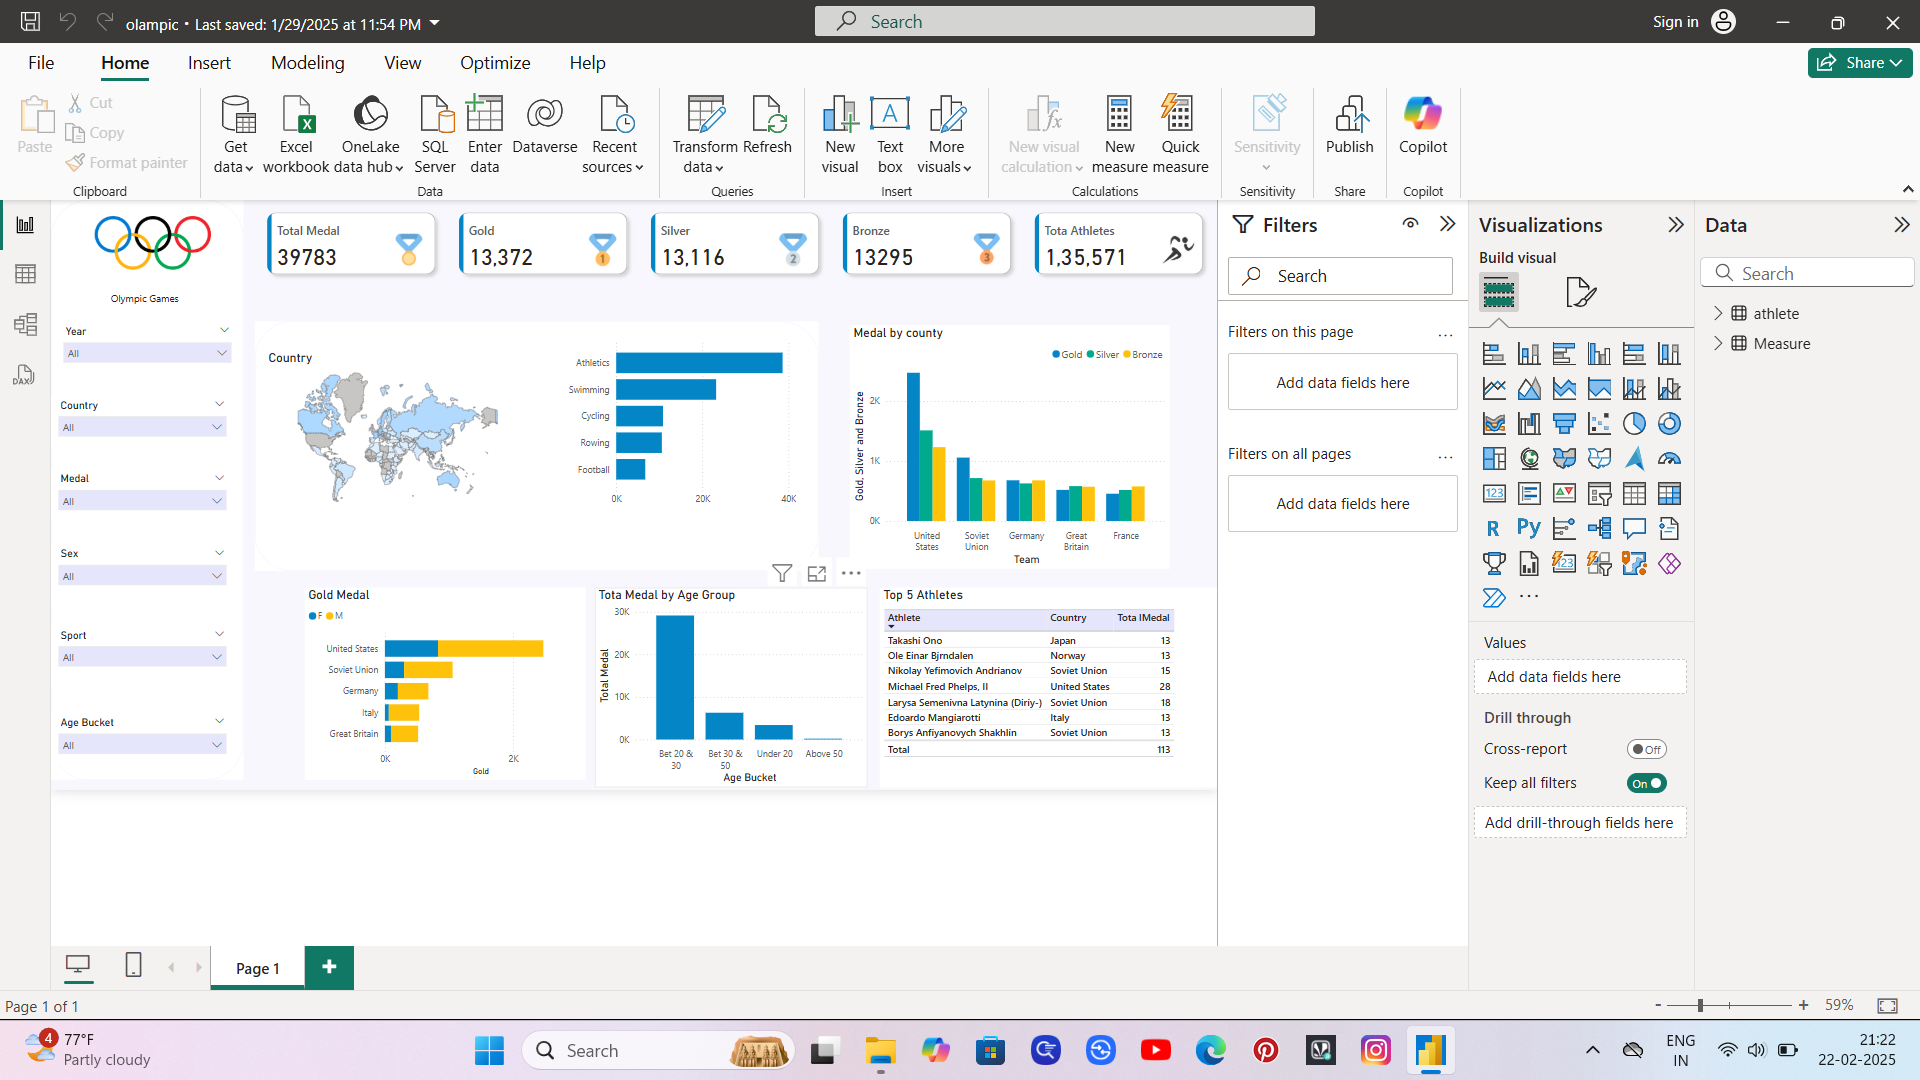 olampic • Last saved: 1/29/2025 at 11:54 PM
Search
Sign in
File
Home
Insert
Modeling
View
Optimize
Help
Share
Paste
Cut
Copy
Format painter
Clipboard
Get data
Excel workbook
OneLake data hub
SQL Server
Enter data
Dataverse
Recent sources
Data
Transform data
Refresh
Queries
New visual
Text box
More visuals
Insert
New visual calculation
New measure
Quick measure
Calculations
Sensitivity
Sensitivity
Publish
Share
Copilot
Copilot
Olympic Games
Year
All
Country
All
Medal
All
Sex
All
Sport
All
Age Bucket
All
Total Medal
39783
Gold
13,372
1
Silver
13,116
2
Bronze
13295
3
Tota Athletes
1,35,571
Country
Athletics
Swimming
Cycling
Rowing
Football
0K 20K 40K
Medal by county
Gold Silver Bronze
Gold, Silver and Bronze
2K
1K
0K
United States
Soviet Union
Germany
Great Britain
France
Team
Gold Medal
F M
United States
Soviet Union
Germany
Italy
Great Britain
0K 2K
Gold
Tota Medal by Age Group
Total Medal
30K
20K
10K
0K
Bet 20 & 30
Bet 30 & 50
Under 20
Above 50
Age Bucket
Top 5 Athletes
Athlete Country Tota lMedal
Takashi Ono Japan 13
Ole Einar Bjrndalen Norway 13
Nikolay Yefimovich Andrianov Soviet Union 15
Michael Fred Phelps, II United States 28
Larysa Semenivna Latynina (Diriy-) Soviet Union 18
Edoardo Mangiarotti Italy 13
Borys Anfiyanovych Shakhlin Soviet Union 13
Total 113
Filters
Search
Filters on this page
Add data fields here
Filters on all pages
Add data fields here
Visualizations
Build visual
Values
Add data fields here
Drill through
Cross-report
Off
Keep all filters
On
Add drill-through fields here
Data
Search
athlete
Measure
Page 1
Page 1 of 1
59%
4
77°F
Partly cloudy
Search
ENG
IN
21:22
22-02-2025